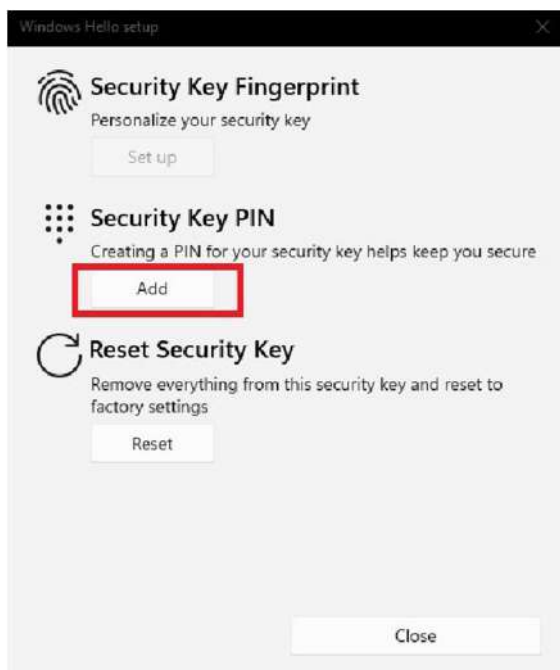 Windows Hello setup
Security Key Fingerprint
Personalize your security key
Set up
Security Key PIN
Creating a PIN for your security key helps keep you secure
Add
Reset Security Key
Remove everything from this security key and reset to
factory settings
Reset
Close